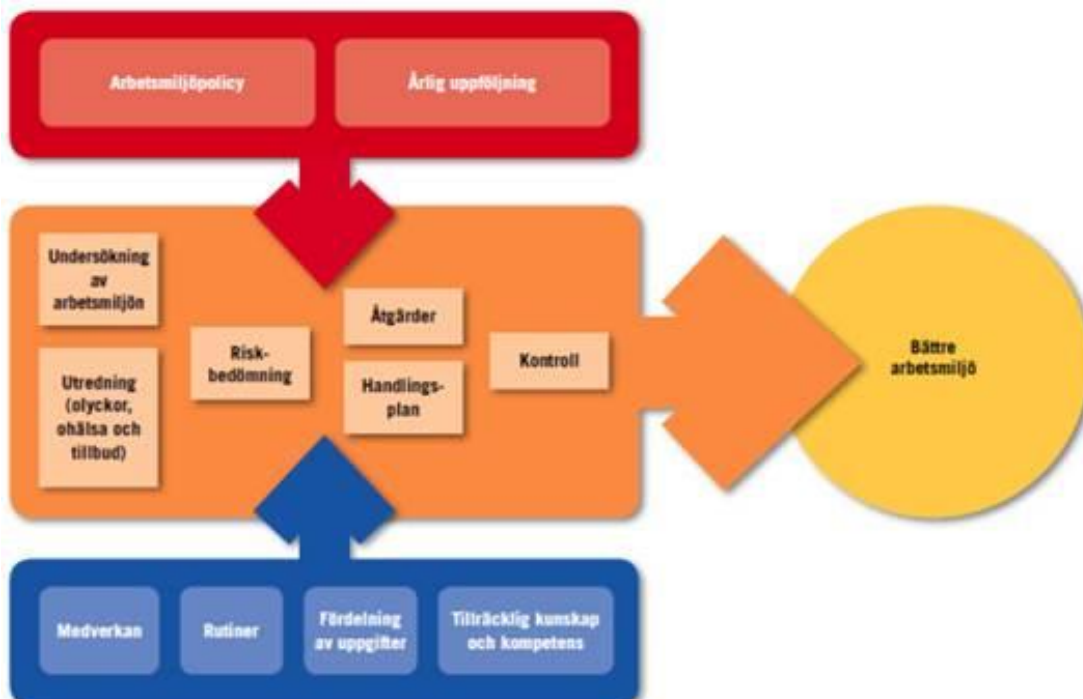 Arbetsmiljöpolicy
Årlig uppföljning
Undersökning
av
arbetsmiljön
Utredning
(olyckor,
ohälsa och
tillbud)
Risk-
bedömning
Åtgärder
Handlings-
plan
Kontroll
Bättre
arbetsmiljö
Medverkan
Rutiner
Fördelning
av uppgifter
Tillräcklig kunskap
och kompetens